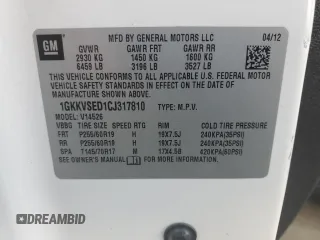 GM
MFD BY GENERAL MOTORS LLC 04/12
GVWR GAWR FRT GAWR RR
2930 KG 1450 KG 1600 KG
6459 LB 3196 LB 3527 LB
THIS VEHICLE CONFORMS TO ALL APPLICABLE U.S. FEDERAL MOTOR
VEHICLE SAFETY STANDARDS IN EFFECT ON THE DATE OF
MANUFACTURE SHOWN ABOVE.
1GKKVSED1CJ317810 TYPE: M.P.V.
MODEL: V14526
TIRE SIZE SPEED RTG RIM COLD TIRE PRESSURE
FRT P255/60R19 H 19X7.5J 240KPA(35PSI)
RR P255/60R19 H 19X7.5J 240KPA(35PSI)
SPA T145/70R17 M 17X4.5B 420KPA(60PSI)
SEE OWNER'S MANUAL FOR MORE INFORMATION.
DREAMBID